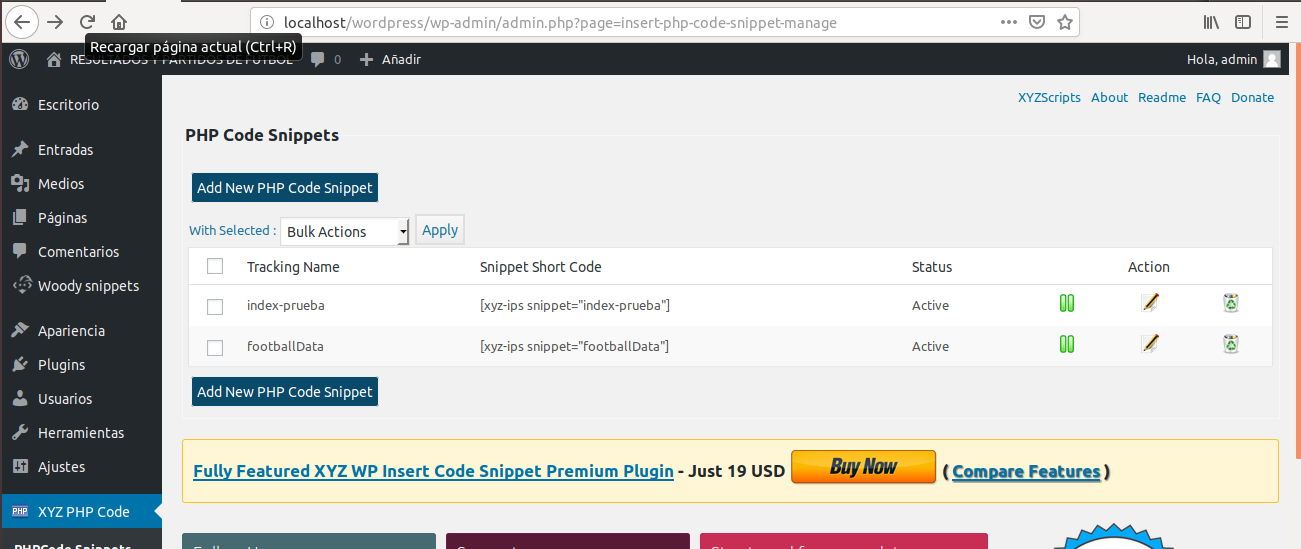 localhost/wordpress/wp-admin/admin.php?page=insert-php-code-snippet-manage
Recargar página actual (Ctrl+R)
RESULTADOS Y PARTIDOS DE FUTBOL
0
Añadir
Hola, admin
XYZScripts About Readme FAQ Donate
Escritorio
Entradas
Medios
Páginas
Comentarios
Woody snippets
Apariencia
Plugins
Usuarios
Herramientas
Ajustes
PHP XYZ PHP Code
PHPCode Snippets
PHP Code Snippets
Add New PHP Code Snippet
With Selected : Bulk Actions Apply
Tracking Name Snippet Short Code Status Action
index-prueba [xyz-ips snippet="index-prueba"] Active
footballData [xyz-ips snippet="footballData"] Active
Add New PHP Code Snippet
Fully Featured XYZ WP Insert Code Snippet Premium Plugin - Just 19 USD Buy Now ( Compare Features )